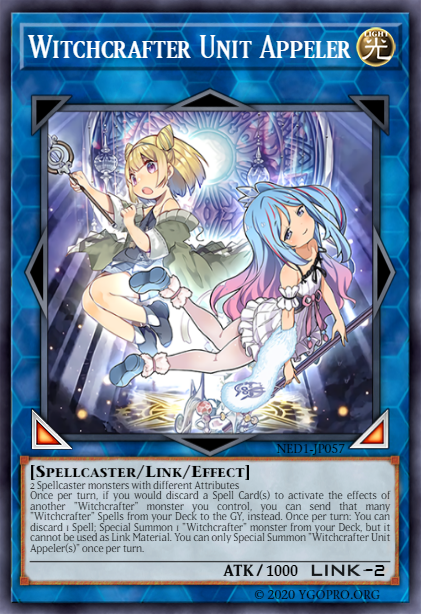 WITCHCRAFTER UNIT APPELER
LIGHT
光
NED1-JP057
[SPELLCASTER/LINK/EFFECT]
2 Spellcaster monsters with different Attributes
Once per turn, if you would discard a Spell Card(s) to activate the effects of
another "Witchcrafter" monster you control, you can send that many
"Witchcrafter" Spells from your Deck to the GY, instead. Once per turn: You can
discard 1 Spell; Special Summon 1 "Witchcrafter" monster from your Deck, but it
cannot be used as Link Material. You can only Special Summon "Witchcrafter Unit
Appeler(s)" once per turn.
ATK/1000 LINK-2
© 2020 YGOPRO.ORG